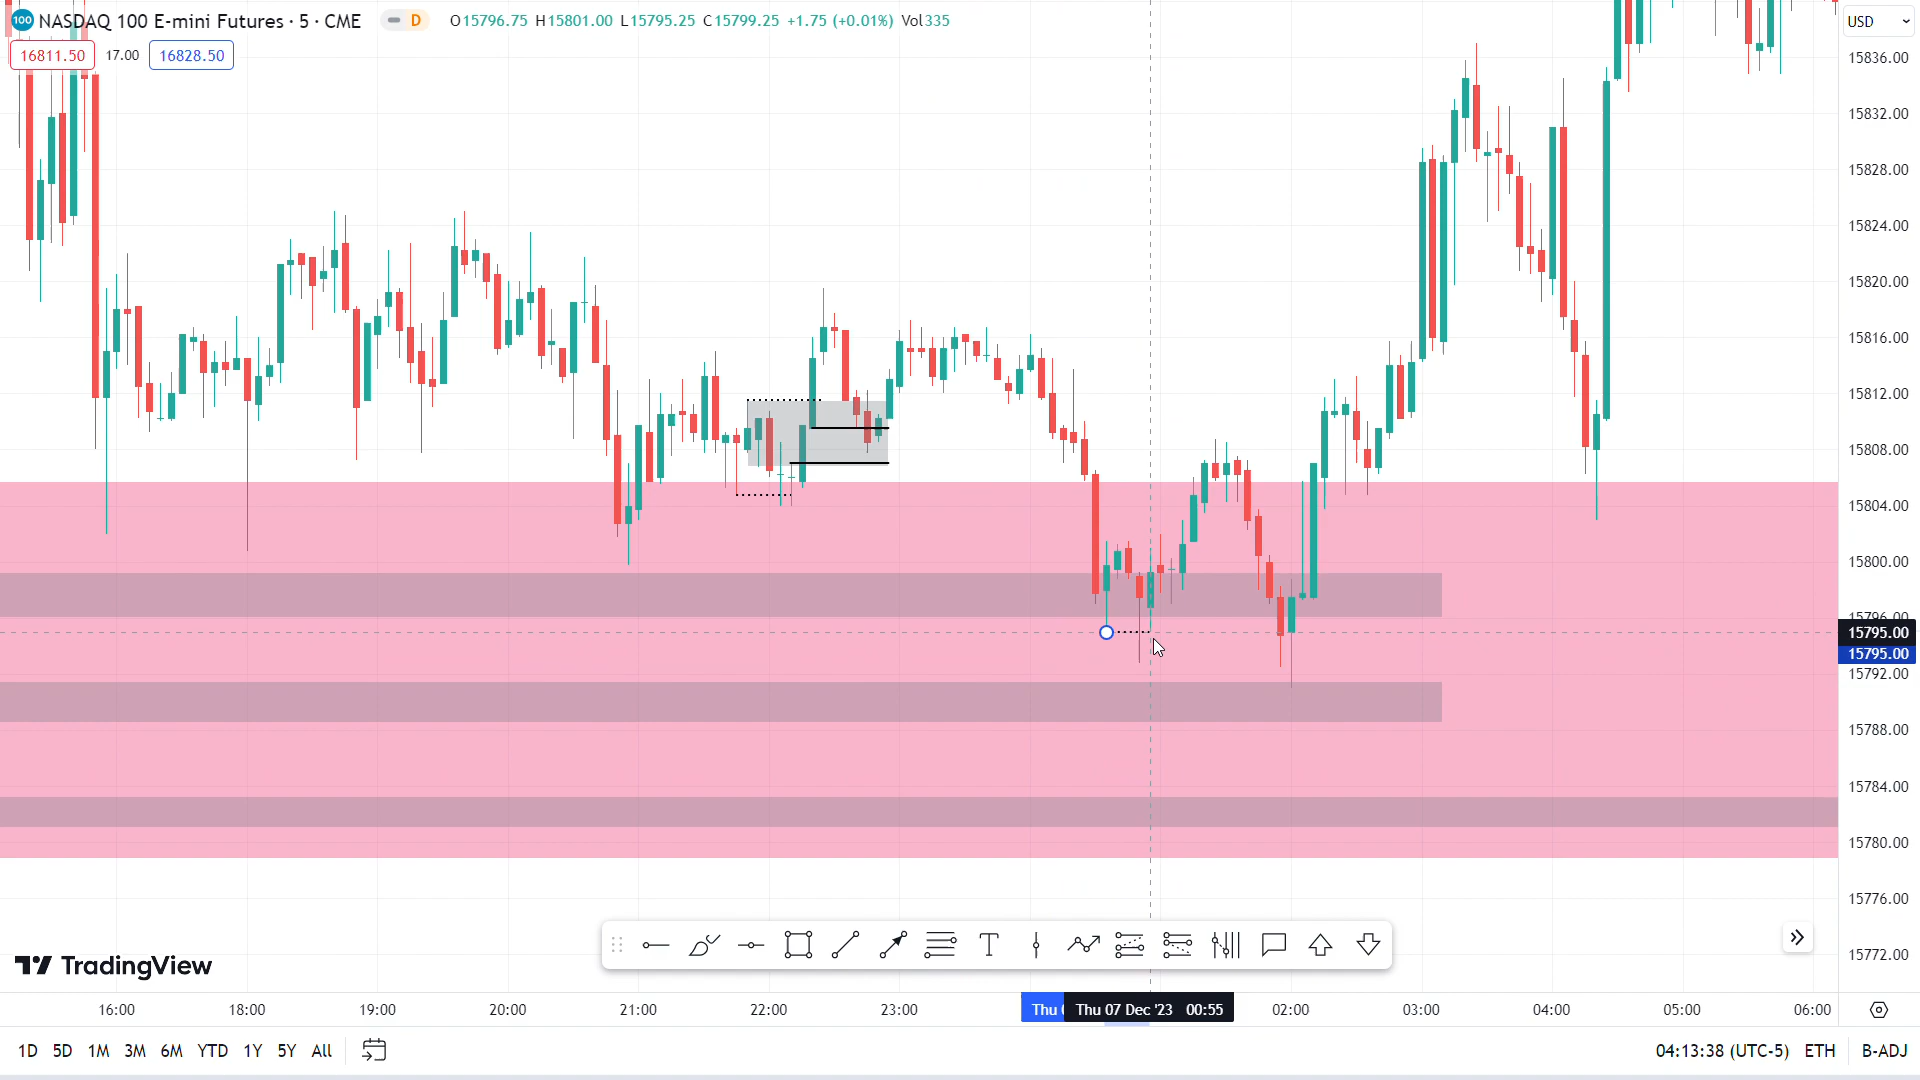 100 NASDAQ 100 E-mini Futures · 5 · CME D O15796.75 H15801.00 L15795.25 C15799.25 +1.75 (+0.01%) Vol335
USD
16811.50 17.00 16828.50
15836.00
15832.00
15828.00
15824.00
15820.00
15816.00
15812.00
15808.00
15804.00
15800.00
15796.00
15795.00
15795.00
15792.00
15788.00
15784.00
15780.00
15776.00
15772.00
T
TradingView
16:00 18:00 19:00 20:00 21:00 22:00 23:00 Thu Thu 07 Dec '23 00:55 02:00 03:00 04:00 05:00 06:00
1D 5D 1M 3M 6M YTD 1Y 5Y All 04:13:38 (UTC-5) ETH B-ADJ